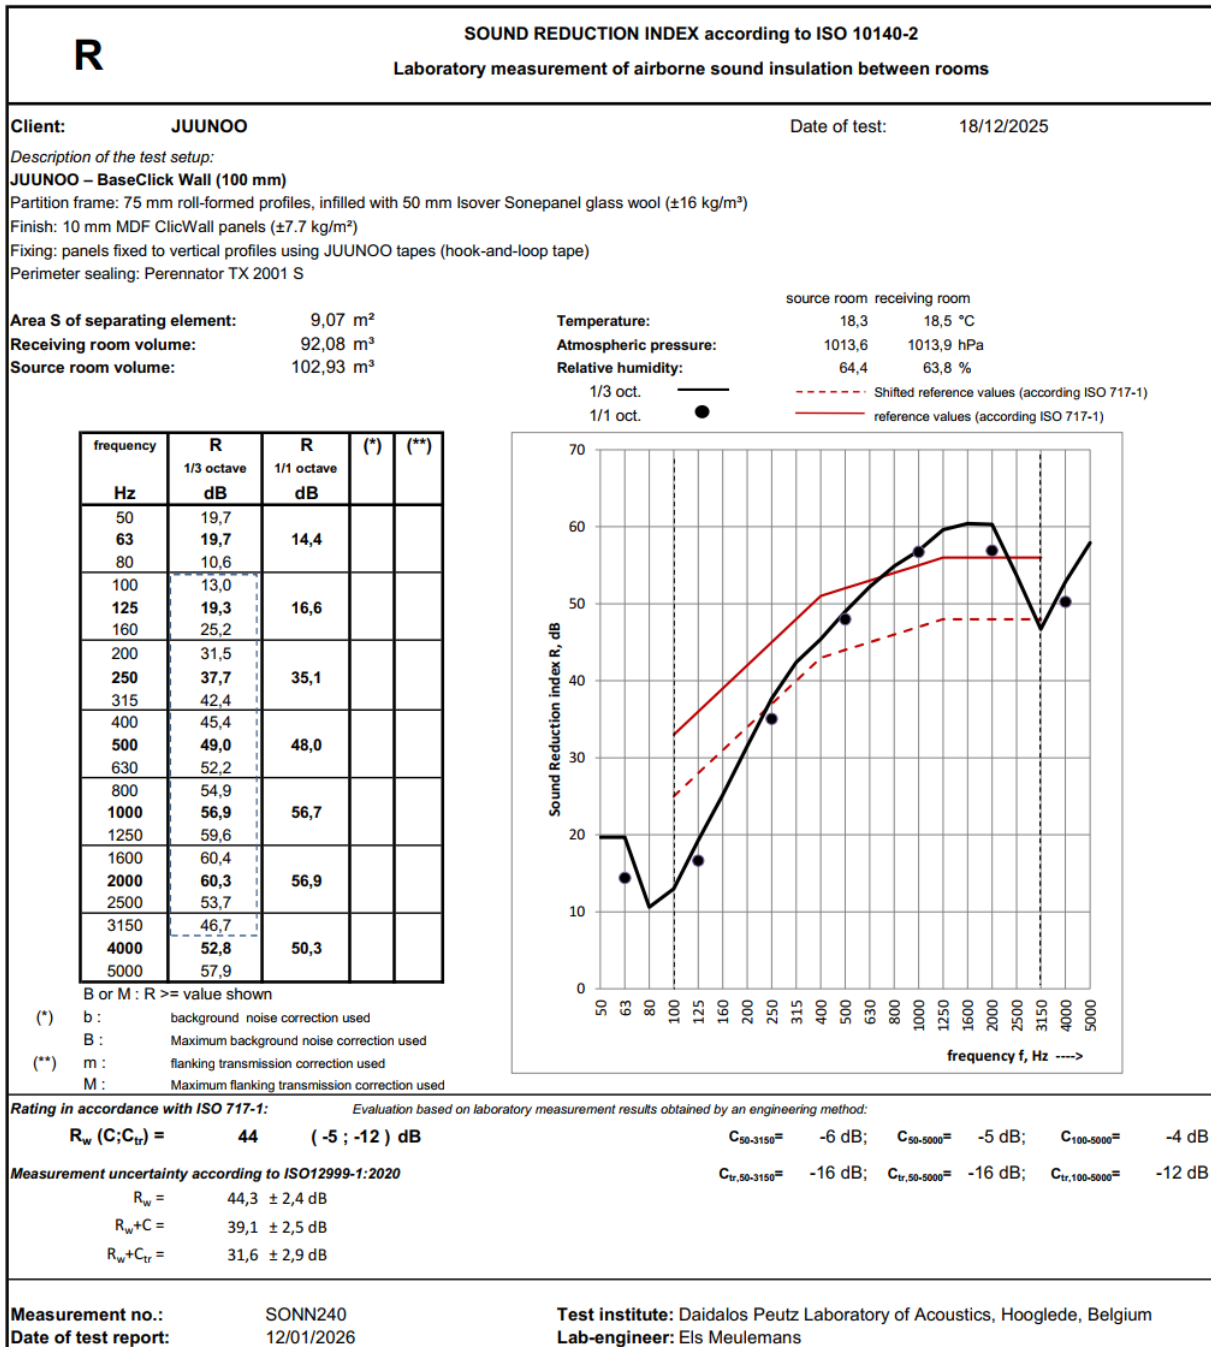 R
SOUND REDUCTION INDEX according to ISO 10140-2
Laboratory measurement of airborne sound insulation between rooms
Client: JUUNOO Date of test: 18/12/2025
Description of the test setup:
JUUNOO – BaseClick Wall (100 mm)
Partition frame: 75 mm roll-formed profiles, infilled with 50 mm Isover Sonepanel glass wool (±16 kg/m³)
Finish: 10 mm MDF ClicWall panels (±7.7 kg/m²)
Fixing: panels fixed to vertical profiles using JUUNOO tapes (hook-and-loop tape)
Perimeter sealing: Perennator TX 2001 S
source room receiving room
Area S of separating element: 9,07 m² Temperature: 18,3 18,5 °C
Receiving room volume: 92,08 m³ Atmospheric pressure: 1013,6 1013,9 hPa
Source room volume: 102,93 m³ Relative humidity: 64,4 63,8 %
1/3 oct. Shifted reference values (according ISO 717-1)
1/1 oct. reference values (according ISO 717-1)
frequency R R (*) (**)
1/3 octave 1/1 octave
Hz dB dB
50 19,7
63 19,7 14,4
80 10,6
100 13,0
125 19,3 16,6
160 25,2
200 31,5
250 37,7 35,1
315 42,4
400 45,4
500 49,0 48,0
630 52,2
800 54,9
1000 56,9 56,7
1250 59,6
1600 60,4
2000 60,3 56,9
2500 53,7
3150 46,7
4000 52,8 50,3
5000 57,9
B or M : R >= value shown
(*) b : background noise correction used
B : Maximum background noise correction used
(**) m : flanking transmission correction used
M : Maximum flanking transmission correction used
Sound Reduction index R, dB
70
60
50
40
30
20
10
0
50 63 80 100 125 160 200 250 315 400 500 630 800 1000 1250 1600 2000 2500 3150 4000 5000
frequency f, Hz ---->
Rating in accordance with ISO 717-1: Evaluation based on laboratory measurement results obtained by an engineering method:
Rw (C;Ctr) = 44 ( -5 ; -12 ) dB C50-3150= -6 dB; C50-5000= -5 dB; C100-5000= -4 dB
Measurement uncertainty according to ISO12999-1:2020 Ctr,50-3150= -16 dB; Ctr,50-5000= -16 dB; Ctr,100-5000= -12 dB
Rw = 44,3 ± 2,4 dB
Rw+C = 39,1 ± 2,5 dB
Rw+Ctr = 31,6 ± 2,9 dB
Measurement no.: SONN240 Test institute: Daidalos Peutz Laboratory of Acoustics, Hooglede, Belgium
Date of test report: 12/01/2026 Lab-engineer: Els Meulemans